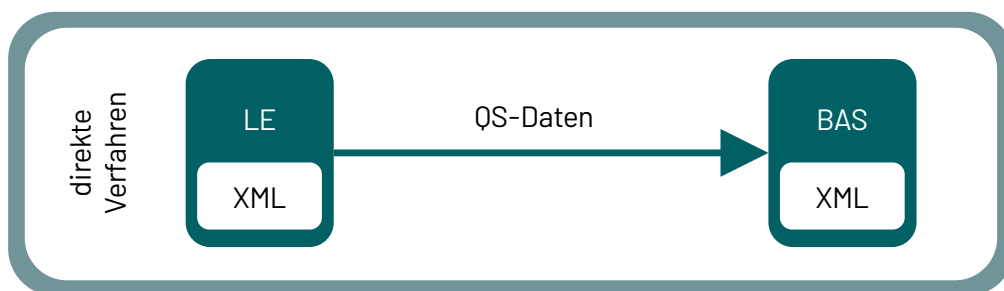 direkte
Verfahren
LE
XML
QS-Daten
BAS
XML